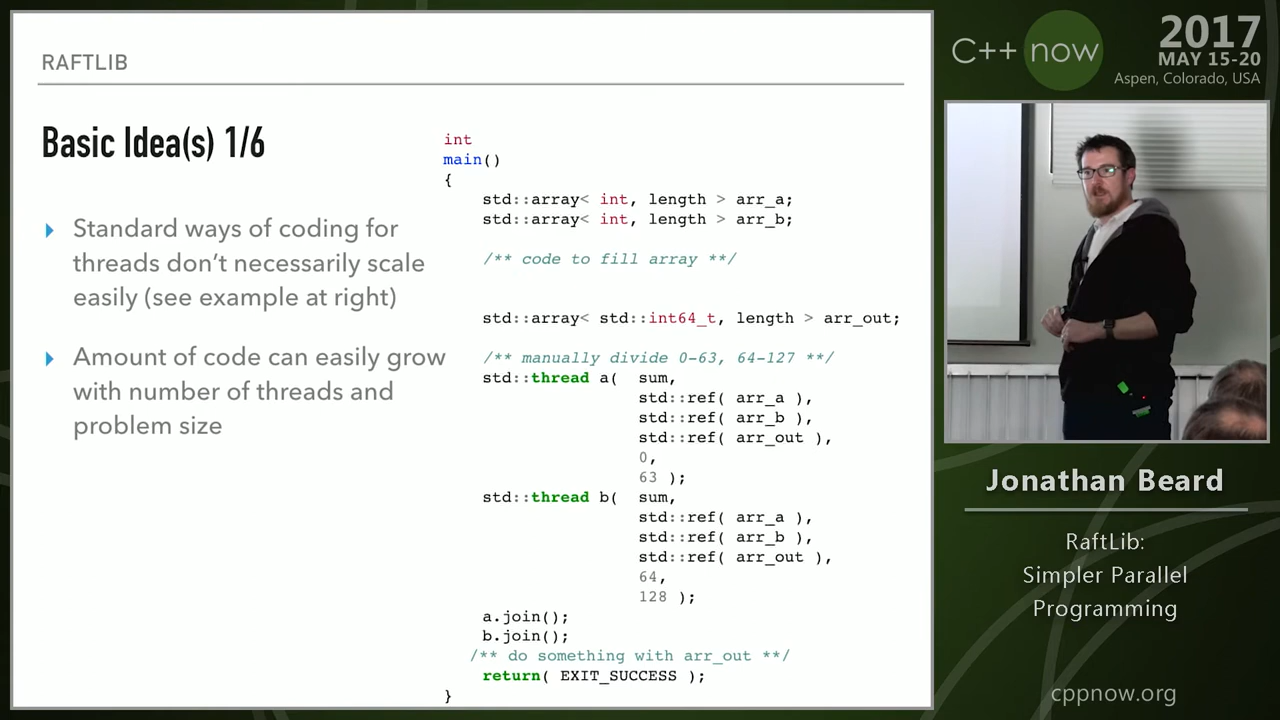 RAFTLIB
Basic Idea(s) 1/6
Standard ways of coding for
threads don't necessarily scale
easily (see example at right)
Amount of code can easily grow
with number of threads and
problem size
int
main()
{
std::array< int, length > arr_a;
std::array< int, length > arr_b;
/** code to fill array **/
std::array< std::int64_t, length > arr_out;
/** manually divide 0-63, 64-127 **/
std::thread a( sum,
std::ref( arr_a ),
std::ref( arr_b ),
std::ref( arr_out ),
0,
63 );
std::thread b( sum,
std::ref( arr_a ),
std::ref( arr_b ),
std::ref( arr_out ),
64,
128 );
a.join();
b.join();
/** do something with arr_out **/
return( EXIT_SUCCESS );
}
C++ now
2017
MAY 15-20
Aspen, Colorado, USA
Jonathan Beard
RaftLib:
Simpler Parallel
Programming
cppnow.org